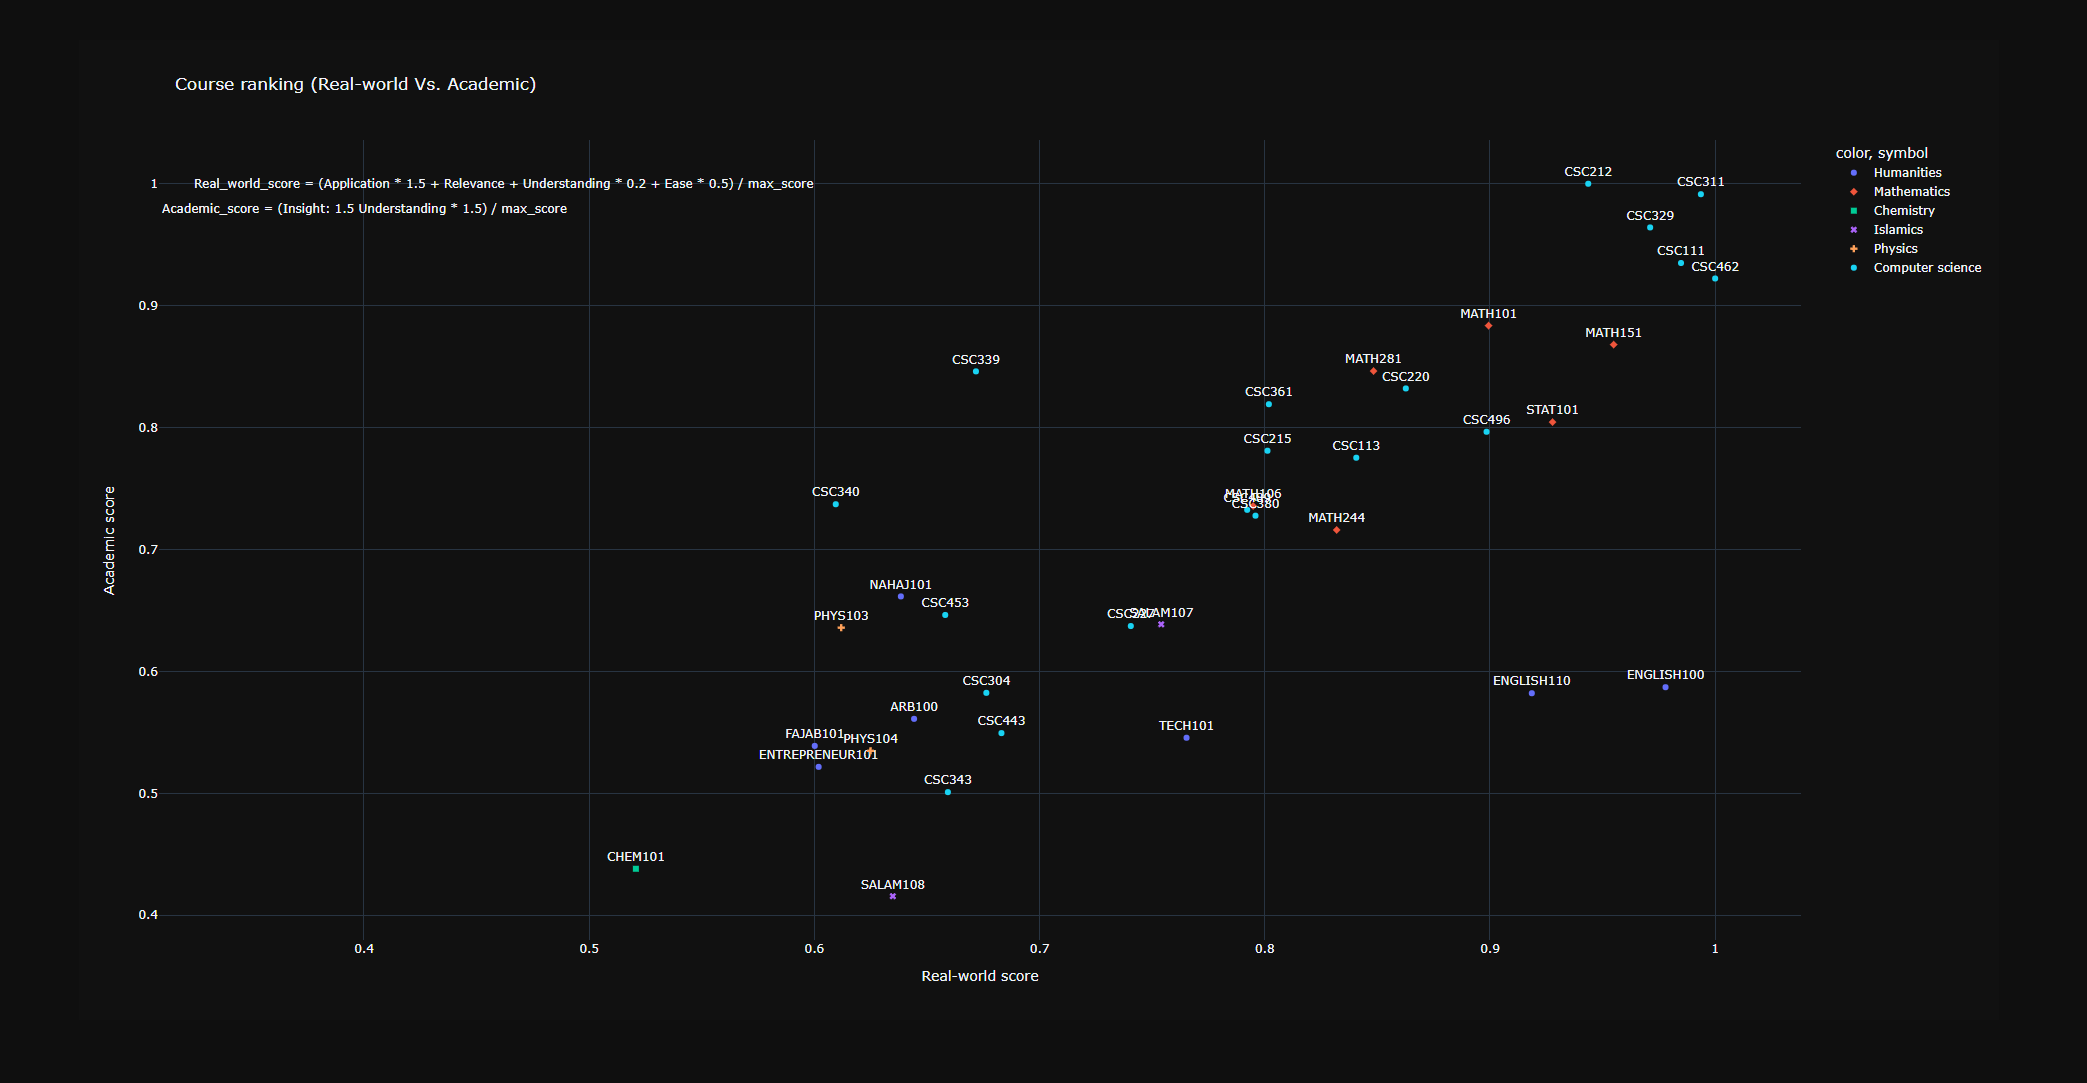 Course ranking (Real-world Vs. Academic)
Real_world_score = (Application * 1.5 + Relevance + Understanding * 0.2 + Ease * 0.5) / max_score
Academic_score = (Insight: 1.5 Understanding * 1.5) / max_score
color, symbol
Humanities
Mathematics
Chemistry
Islamics
Physics
Computer science
Academic score
1
0.9
0.8
0.7
0.6
0.5
0.4
CSC212
CSC311
CSC329
CSC111
CSC462
MATH101
MATH151
CSC339
MATH281
CSC220
CSC361
STAT101
CSC496
CSC215
CSC113
CSC340
MATH106
CSC380
MATH244
NAHAJ101
CSC453
PHYS103
CSC227
SALAM107
CSC304
ENGLISH110
ENGLISH100
ARB100
CSC443
TECH101
FAJAB101
PHYS104
ENTREPRENEUR101
CSC343
CHEM101
SALAM108
0.4
0.5
0.6
0.7
0.8
0.9
1
Real-world score